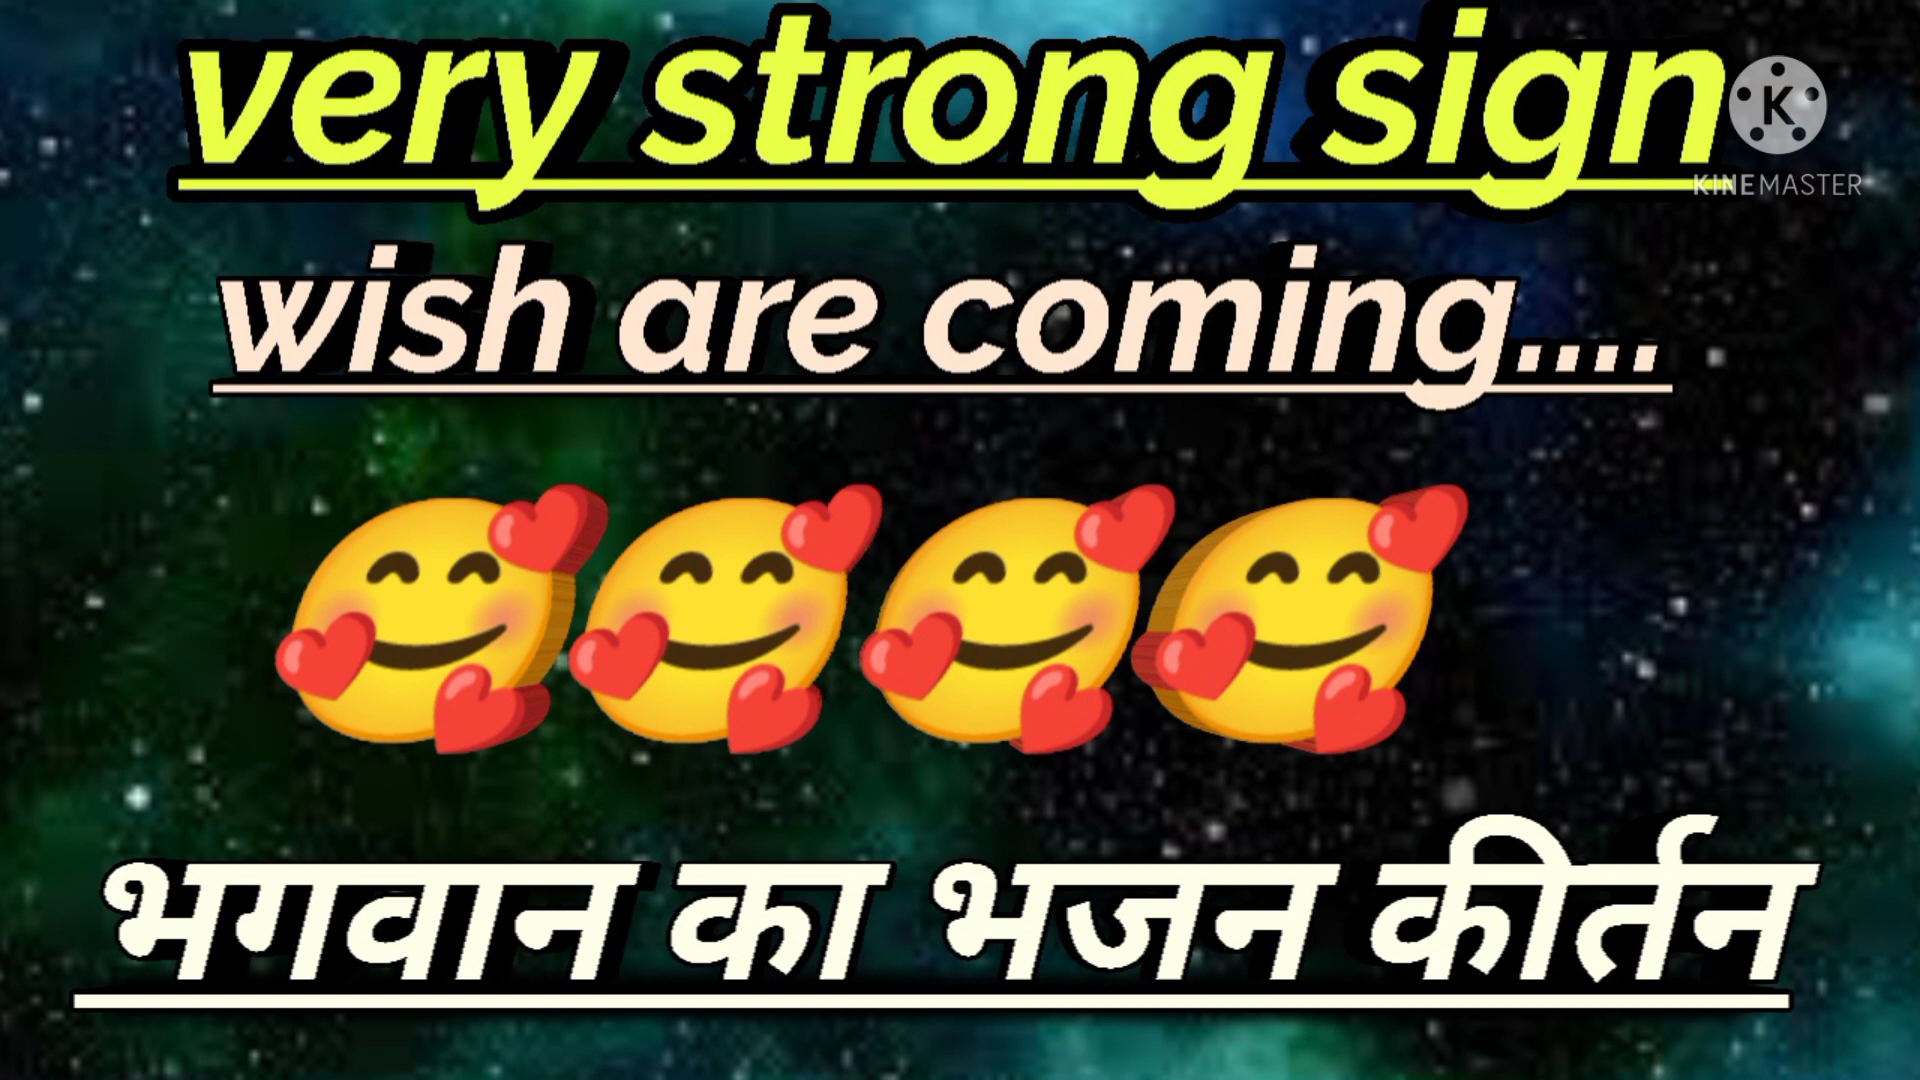 very strong sign
K
KINEMASTER
wish are coming....
भगवान का भजन कीर्तन